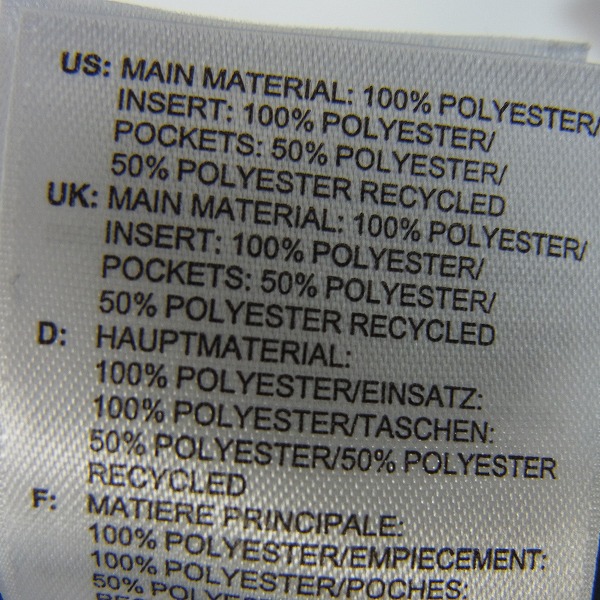 US: MAIN MATERIAL: 100% POLYESTER/
INSERT: 100% POLYESTER/
POCKETS: 50% POLYESTER/
50% POLYESTER RECYCLED
UK: MAIN MATERIAL: 100% POLYESTER/
INSERT: 100% POLYESTER/
POCKETS: 50% POLYESTER/
50% POLYESTER RECYCLED
D: HAUPTMATERIAL:
100% POLYESTER/EINSATZ:
100% POLYESTER/TASCHEN:
50% POLYESTER/50% POLYESTER
RECYCLED
F: MATIERE PRINCIPALE:
100% POLYESTER/EMPIECEMENT:
100% POLYESTER/POCHES:
50% POLYESTER